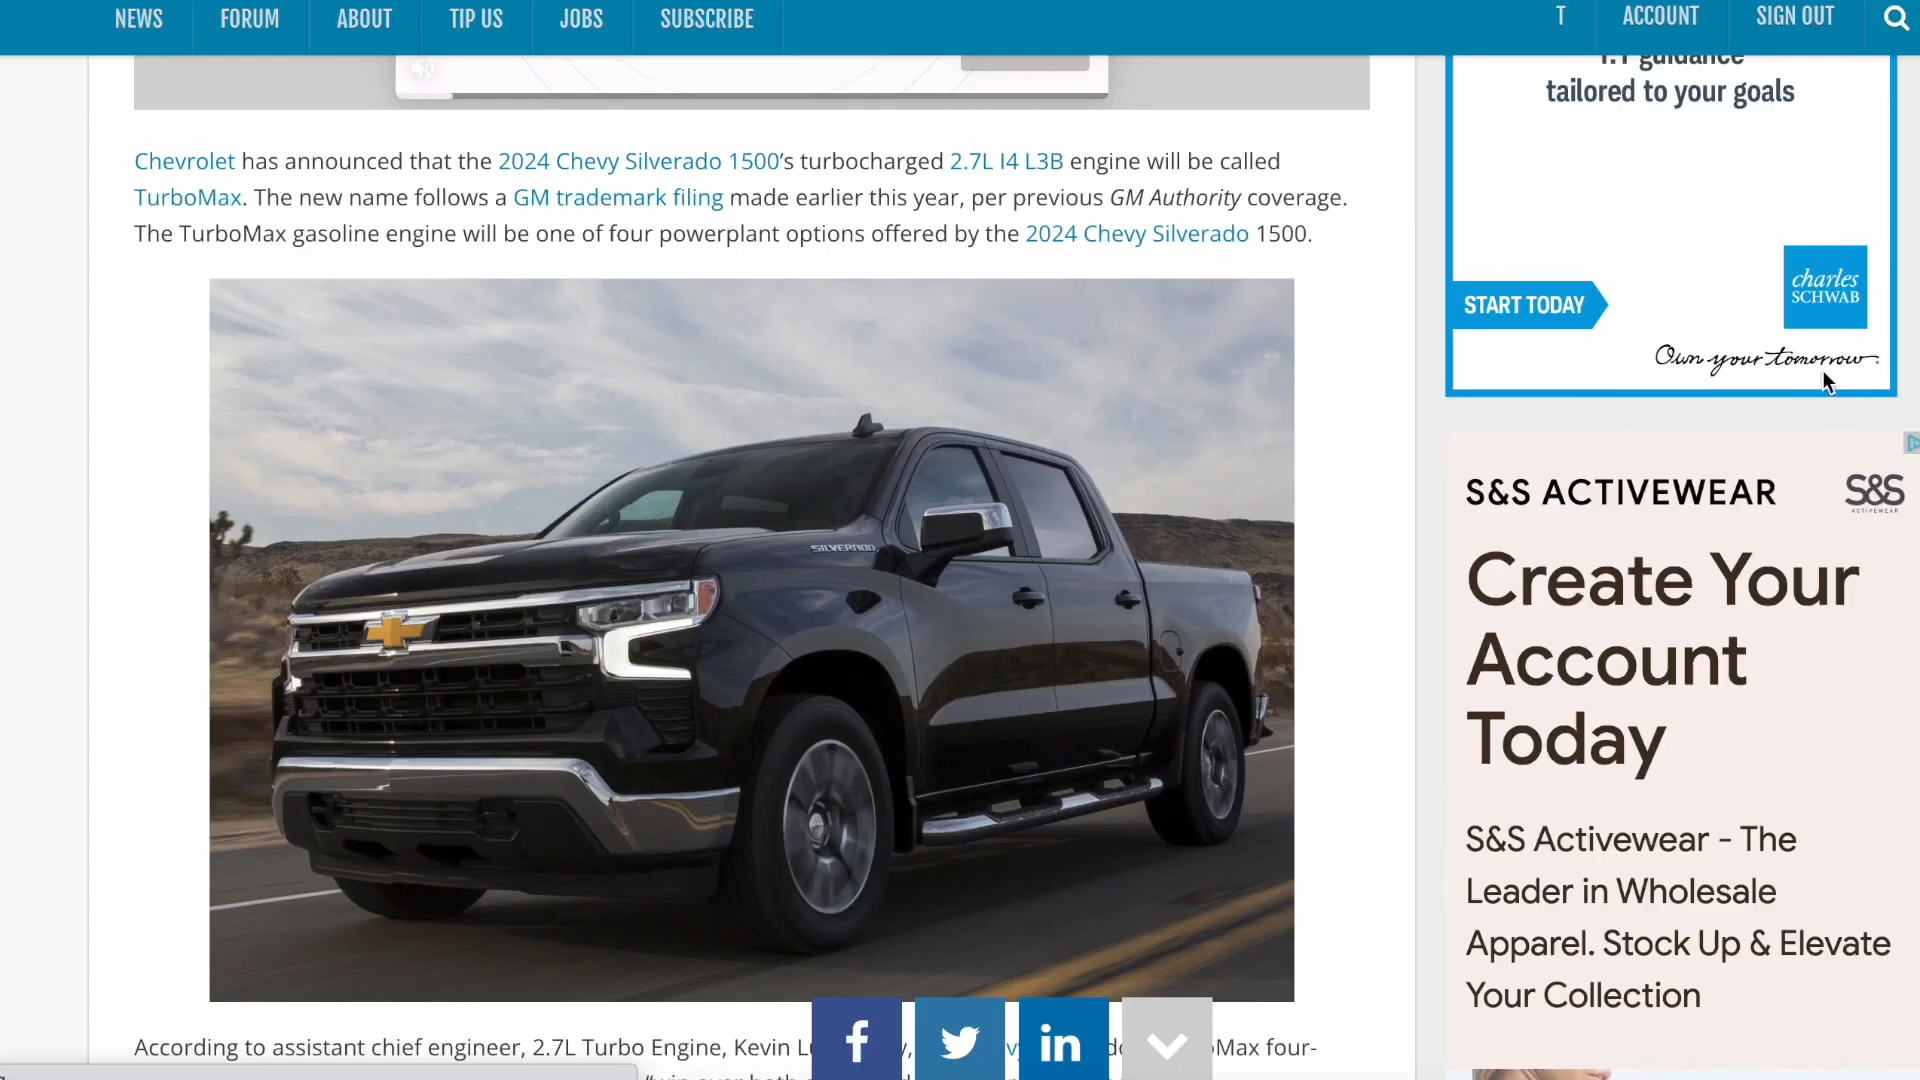 NEWS FORUM ABOUT TIP US JOBS SUBSCRIBE T ACCOUNT SIGN OUT
Chevrolet has announced that the 2024 Chevy Silverado 1500's turbocharged 2.7L I4 L3B engine will be called
TurboMax. The new name follows a GM trademark filing made earlier this year, per previous GM Authority coverage.
The TurboMax gasoline engine will be one of four powerplant options offered by the 2024 Chevy Silverado 1500.
SILVERADO
According to assistant chief engineer, 2.7L Turbo Engine, Kevin
Max four-
1:1 guidance
tailored to your goals
START TODAY
charles
SCHWAB
Own your tomorrow.
S&S ACTIVEWEAR
S&S
ACTIVEWEAR
Create Your
Account
Today
S&S Activewear - The
Leader in Wholesale
Apparel. Stock Up & Elevate
Your Collection